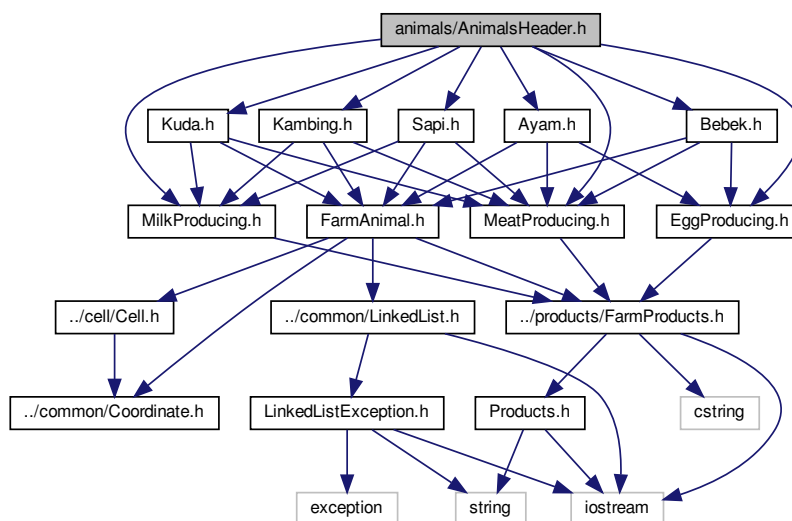 animals/AnimalsHeader.h
Kuda.h
Kambing.h
Sapi.h
Ayam.h
Bebek.h
MilkProducing.h
FarmAnimal.h
MeatProducing.h
EggProducing.h
../cell/Cell.h
../common/LinkedList.h
../products/FarmProducts.h
../common/Coordinate.h
LinkedListException.h
Products.h
cstring
exception
string
iostream